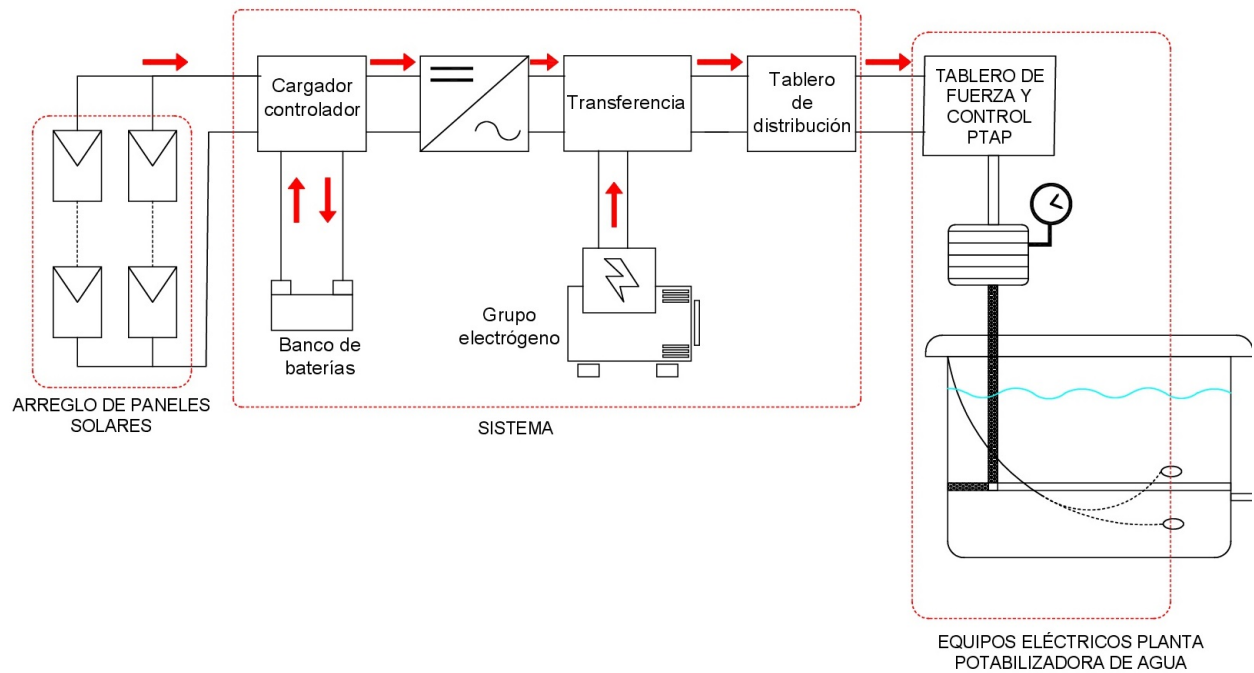 Cargador
controlador
Transferencia
Tablero
de
distribución
TABLERO DE
FUERZA Y
CONTROL
PTAP
Banco de
baterías
Grupo
electrógeno
ARREGLO DE PANELES
SOLARES
SISTEMA
EQUIPOS ELÉCTRICOS PLANTA
POTABILIZADORA DE AGUA